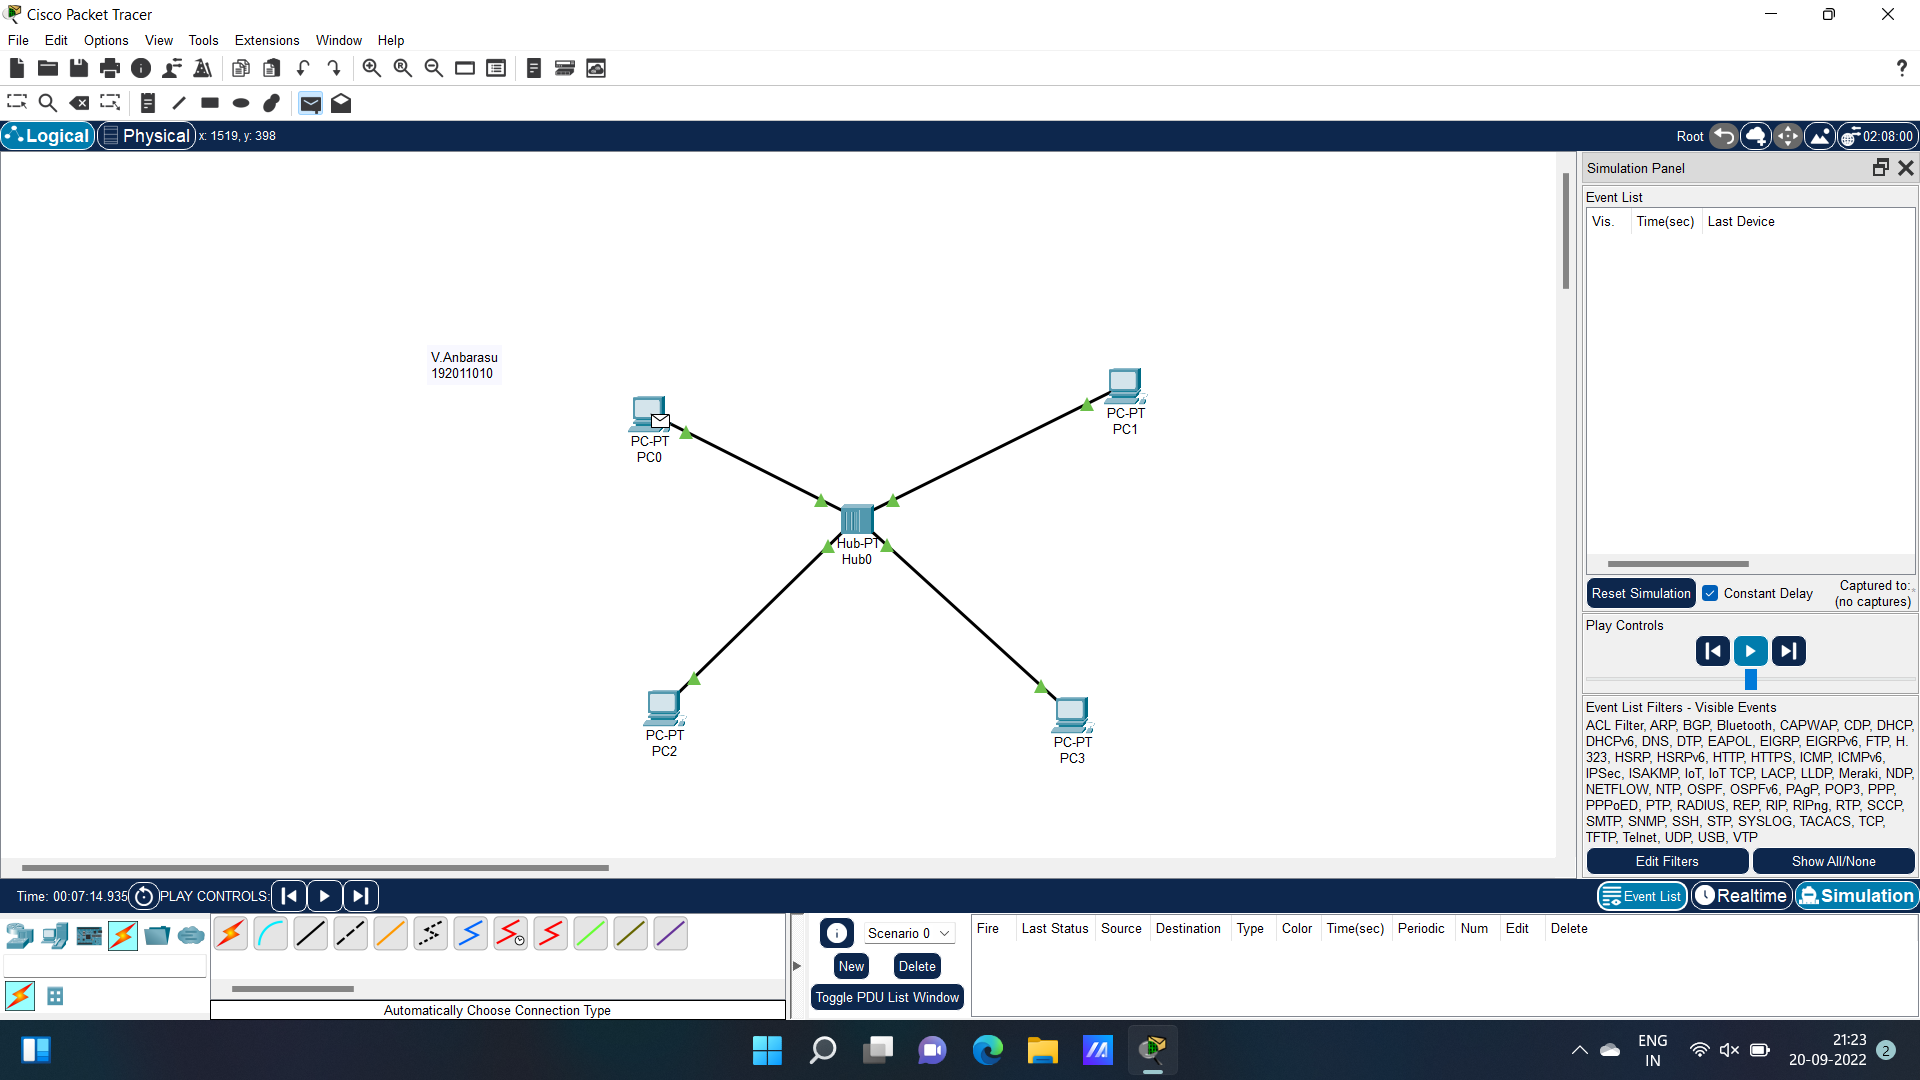 Cisco Packet Tracer
File Edit Options View Tools Extensions Window Help
?
Logical Physical x: 1519, y: 398 Root 02:08:00
Simulation Panel
Event List
Vis. Time(sec) Last Device
V.Anbarasu
192011010
PC-PT
PC0
PC-PT
PC1
Hub-PT
Hub0
PC-PT
PC2
PC-PT
PC3
Reset Simulation Constant Delay Captured to:
(no captures)
Play Controls
Event List Filters - Visible Events
ACL Filter, ARP, BGP, Bluetooth, CAPWAP, CDP, DHCP,
DHCPv6, DNS, DTP, EAPOL, EIGRP, EIGRPv6, FTP, H.
323, HSRP, HSRPv6, HTTP, HTTPS, ICMP, ICMPv6,
IPSec, ISAKMP, IoT, IoT TCP, LACP, LLDP, Meraki, NDP,
NETFLOW, NTP, OSPF, OSPFv6, PAgP, POP3, PPP,
PPPoED, PTP, RADIUS, REP, RIP, RIPng, RTP, SCCP,
SMTP, SNMP, SSH, STP, SYSLOG, TACACS, TCP,
TFTP, Telnet, UDP, USB, VTP
Edit Filters Show All/None
Time: 00:07:14.935 PLAY CONTROLS: Event List Realtime Simulation
Scenario 0
New Delete
Toggle PDU List Window
Fire Last Status Source Destination Type Color Time(sec) Periodic Num Edit Delete
Automatically Choose Connection Type
ENG
IN
21:23
20-09-2022
2